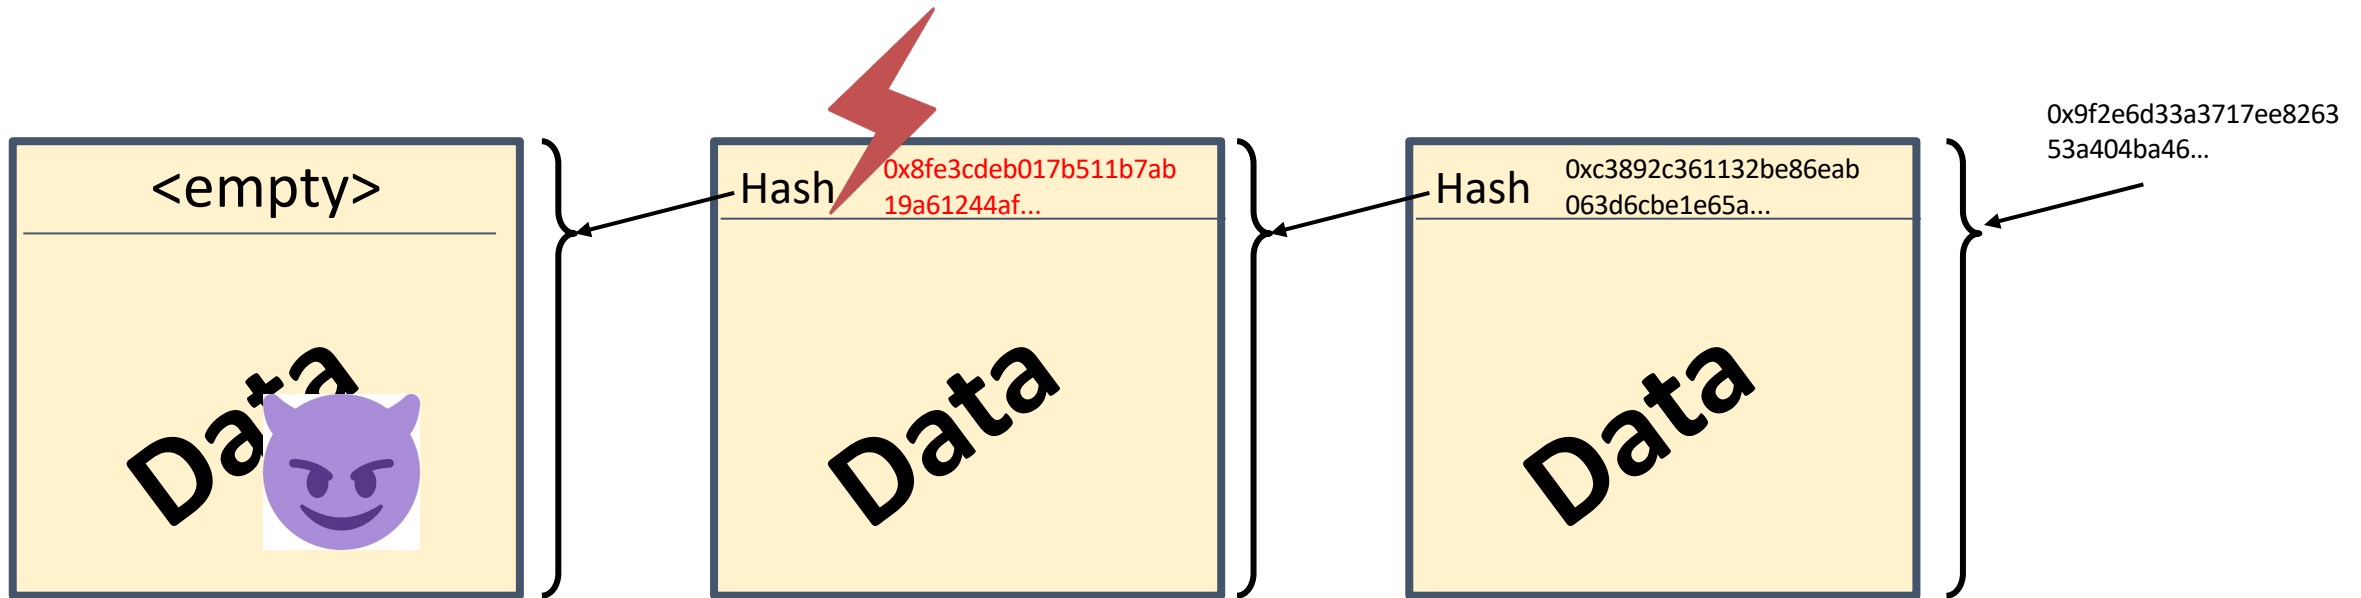 <empty>
Data
Hash
0x8fe3cdeb017b511b7ab
19a61244af...
Data
Hash
0xc3892c361132be86eab
063d6cbe1e65a...
Data
0x9f2e6d33a3717ee8263
53a404ba46...